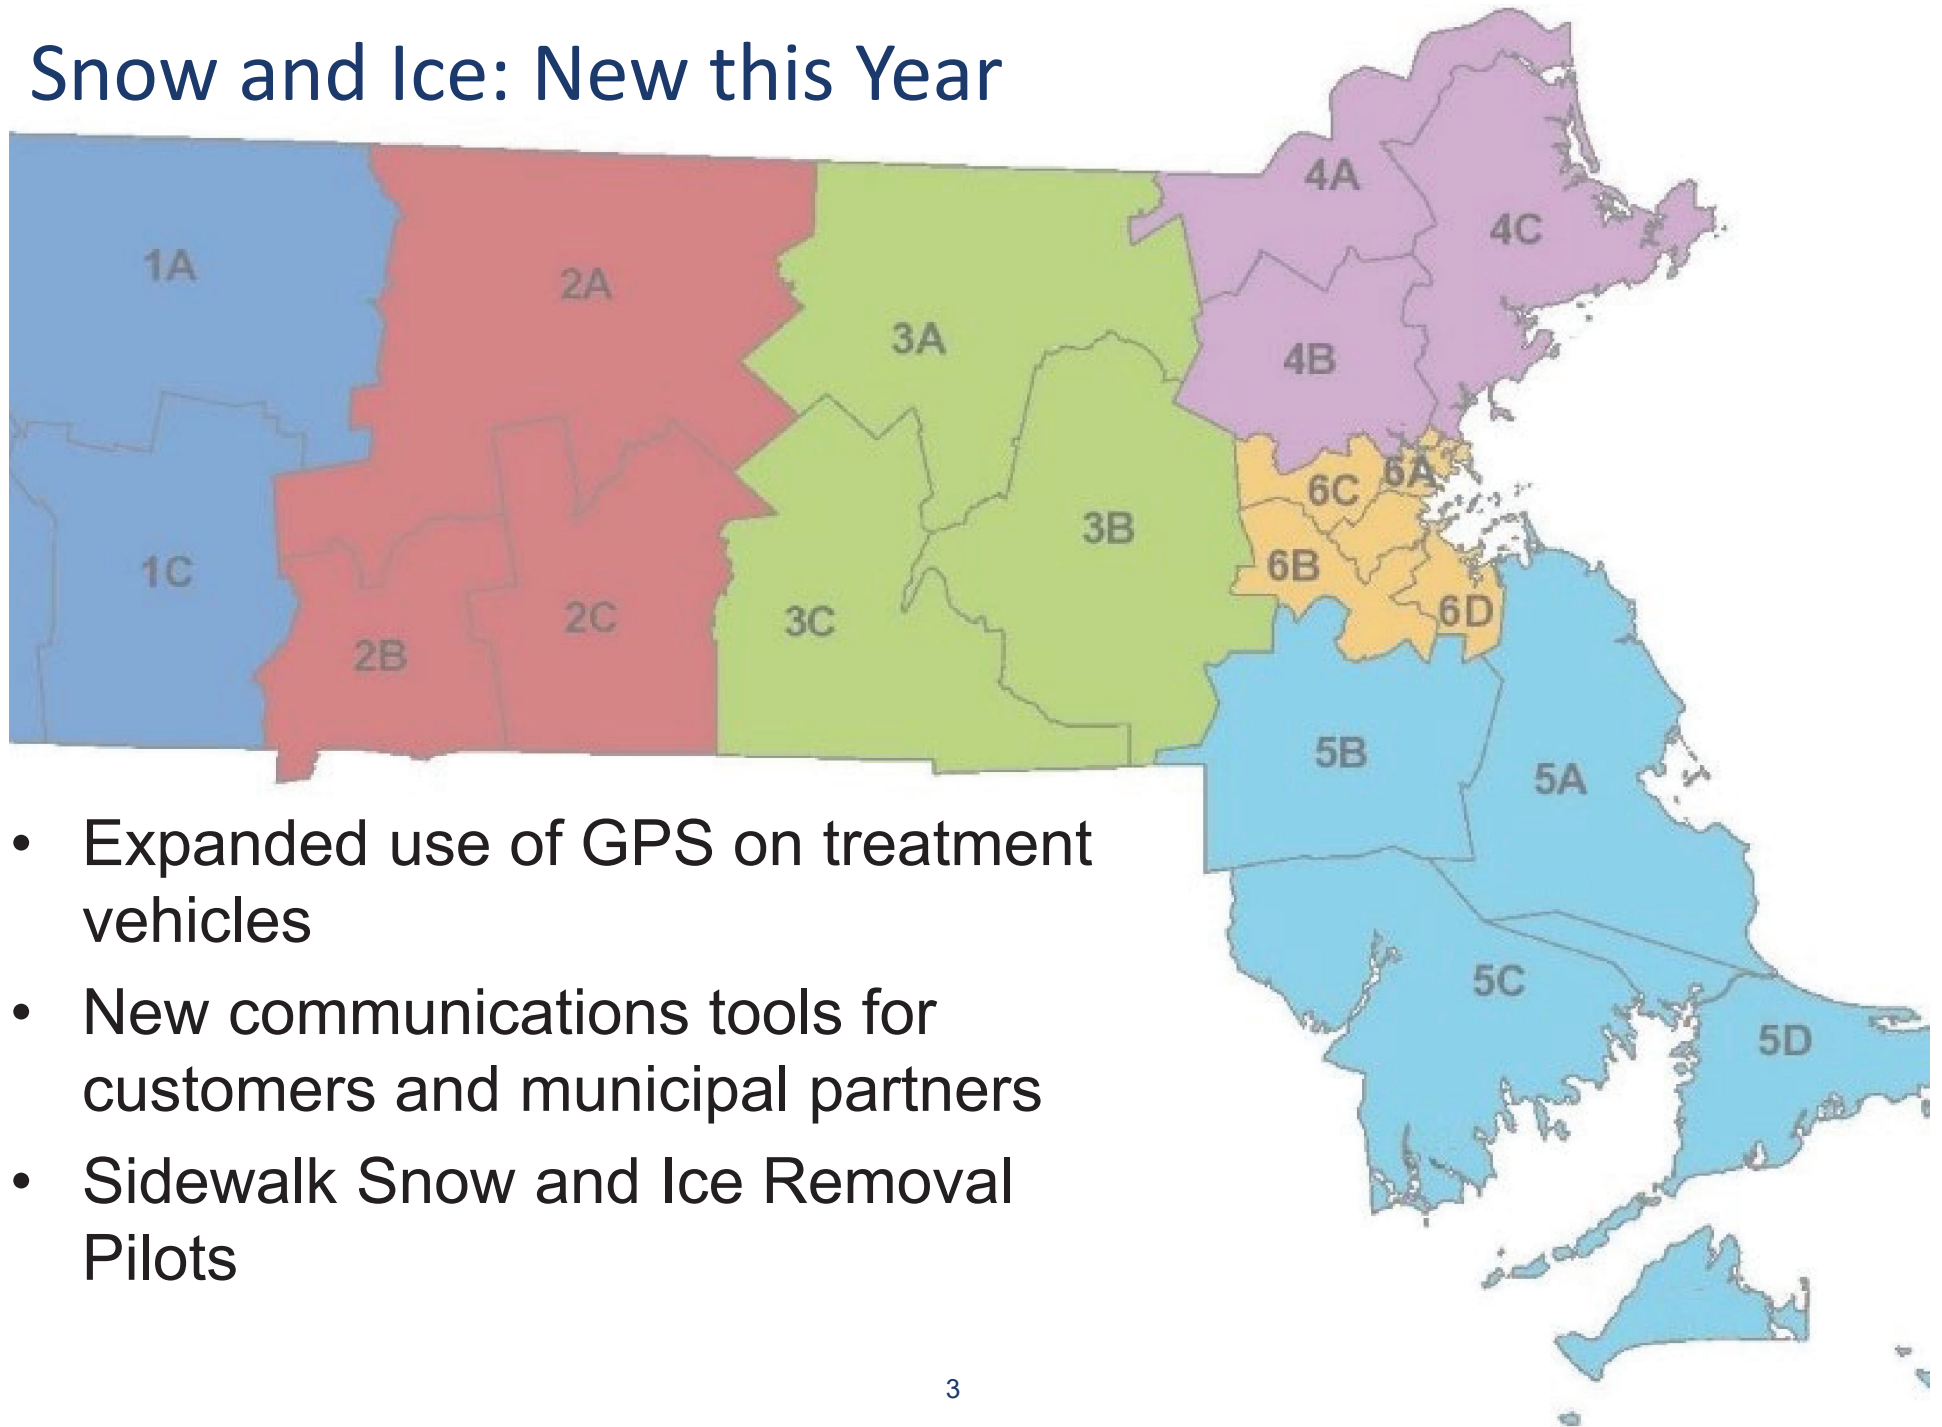 Snow and Ice: New this Year
4A
4C
1A
2A
3A
4B
6A
6C
3B
6B
1C
6D
2C
3C
2B
5B
5A
5C
5D
• Expanded use of GPS on treatment
vehicles
• New communications tools for
customers and municipal partners
• Sidewalk Snow and Ice Removal
Pilots
3